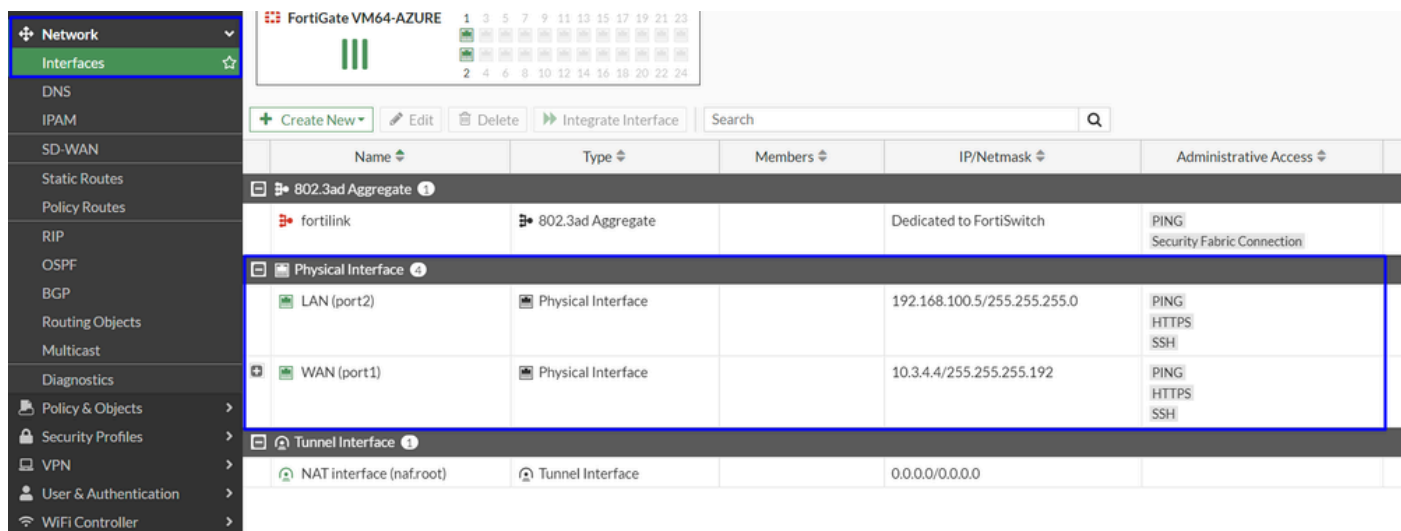 FortiGate VM64-AZURE
1 3 5 7 9 11 13 15 17 19 21 23
2 4 6 8 10 12 14 16 18 20 22 24
Network
Interfaces
DNS
IPAM
SD-WAN
Static Routes
Policy Routes
RIP
OSPF
BGP
Routing Objects
Multicast
Diagnostics
Policy & Objects
Security Profiles
VPN
User & Authentication
WiFi Controller
Create New Edit Delete Integrate Interface Search
Name Type Members IP/Netmask Administrative Access
802.3ad Aggregate 1
fortilink 802.3ad Aggregate Dedicated to FortiSwitch PING
Security Fabric Connection
Physical Interface 4
LAN (port2) Physical Interface 192.168.100.5/255.255.255.0 PING
HTTPS
SSH
WAN (port1) Physical Interface 10.3.4.4/255.255.255.192 PING
HTTPS
SSH
Tunnel Interface 1
NAT interface (naf.root) Tunnel Interface 0.0.0.0/0.0.0.0